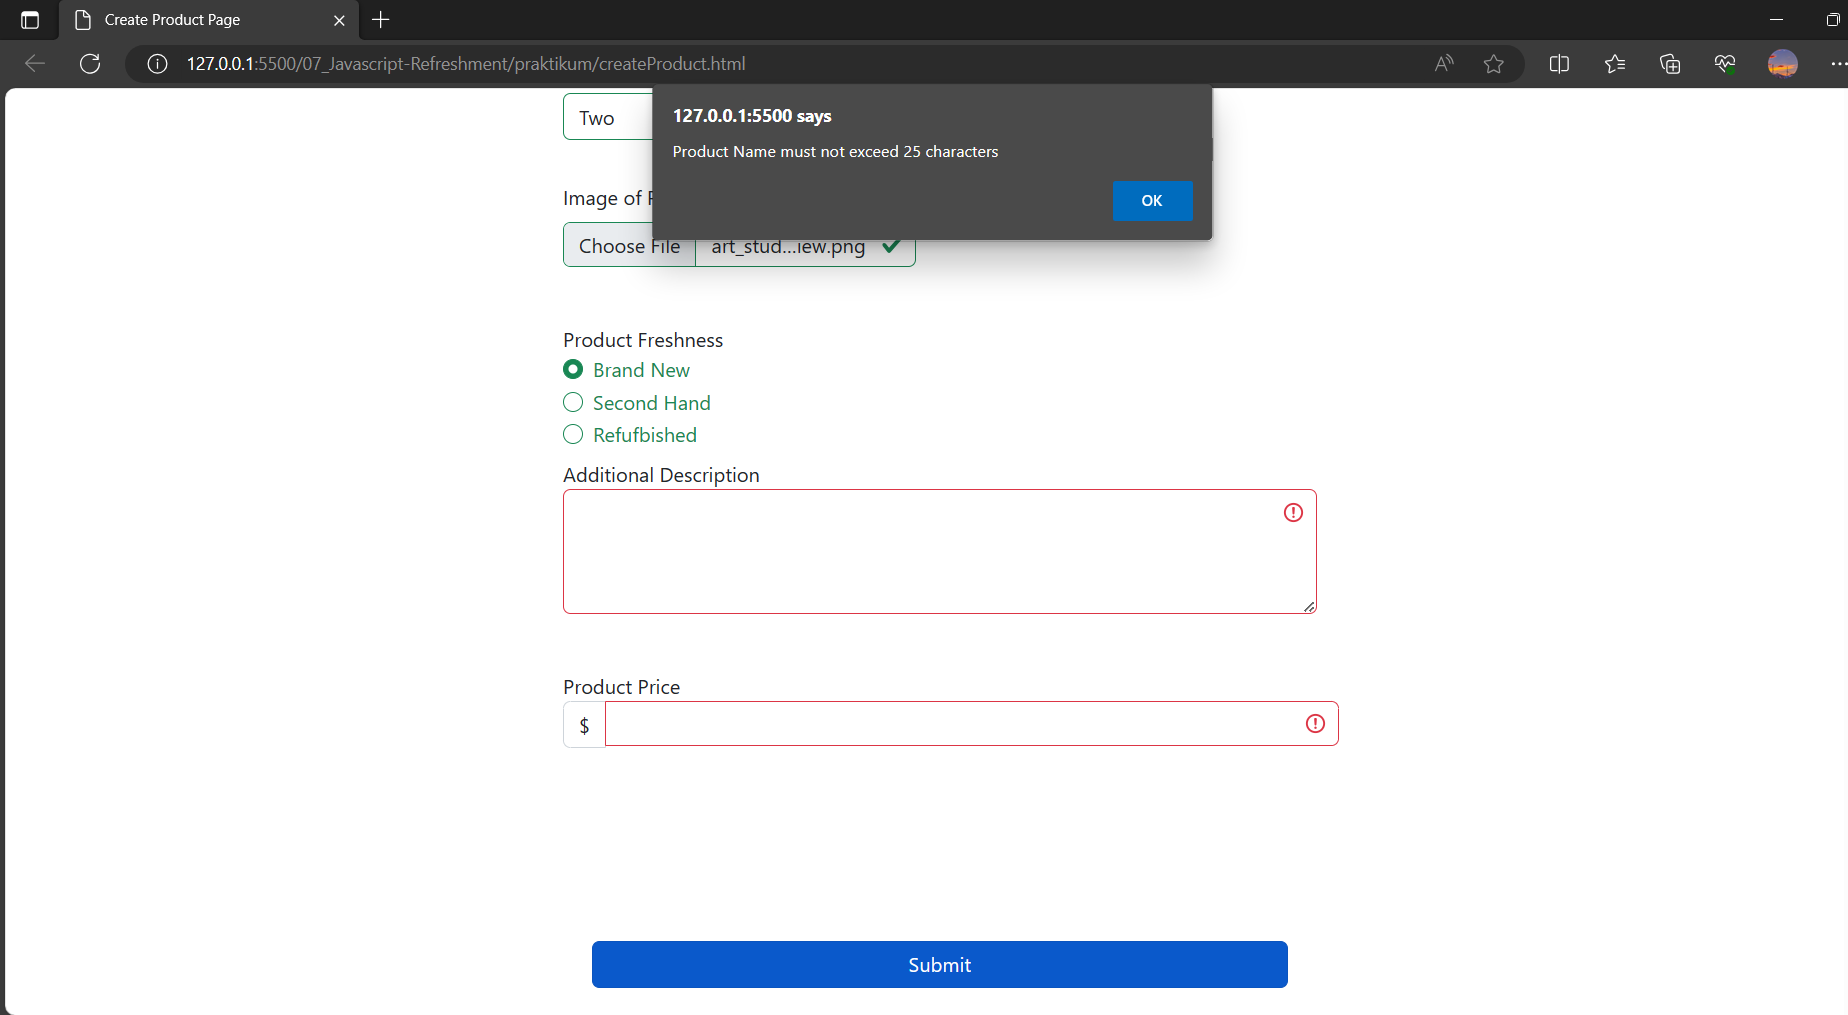 Create Product Page
127.0.0.1:5500/07_Javascript-Refreshment/praktikum/createProduct.html
127.0.0.1:5500 says
Product Name must not exceed 25 characters
OK
Two
Image of
Choose File art_stud...iew.png
Product Freshness
Brand New
Second Hand
Refufbished
Additional Description
Product Price
$
Submit